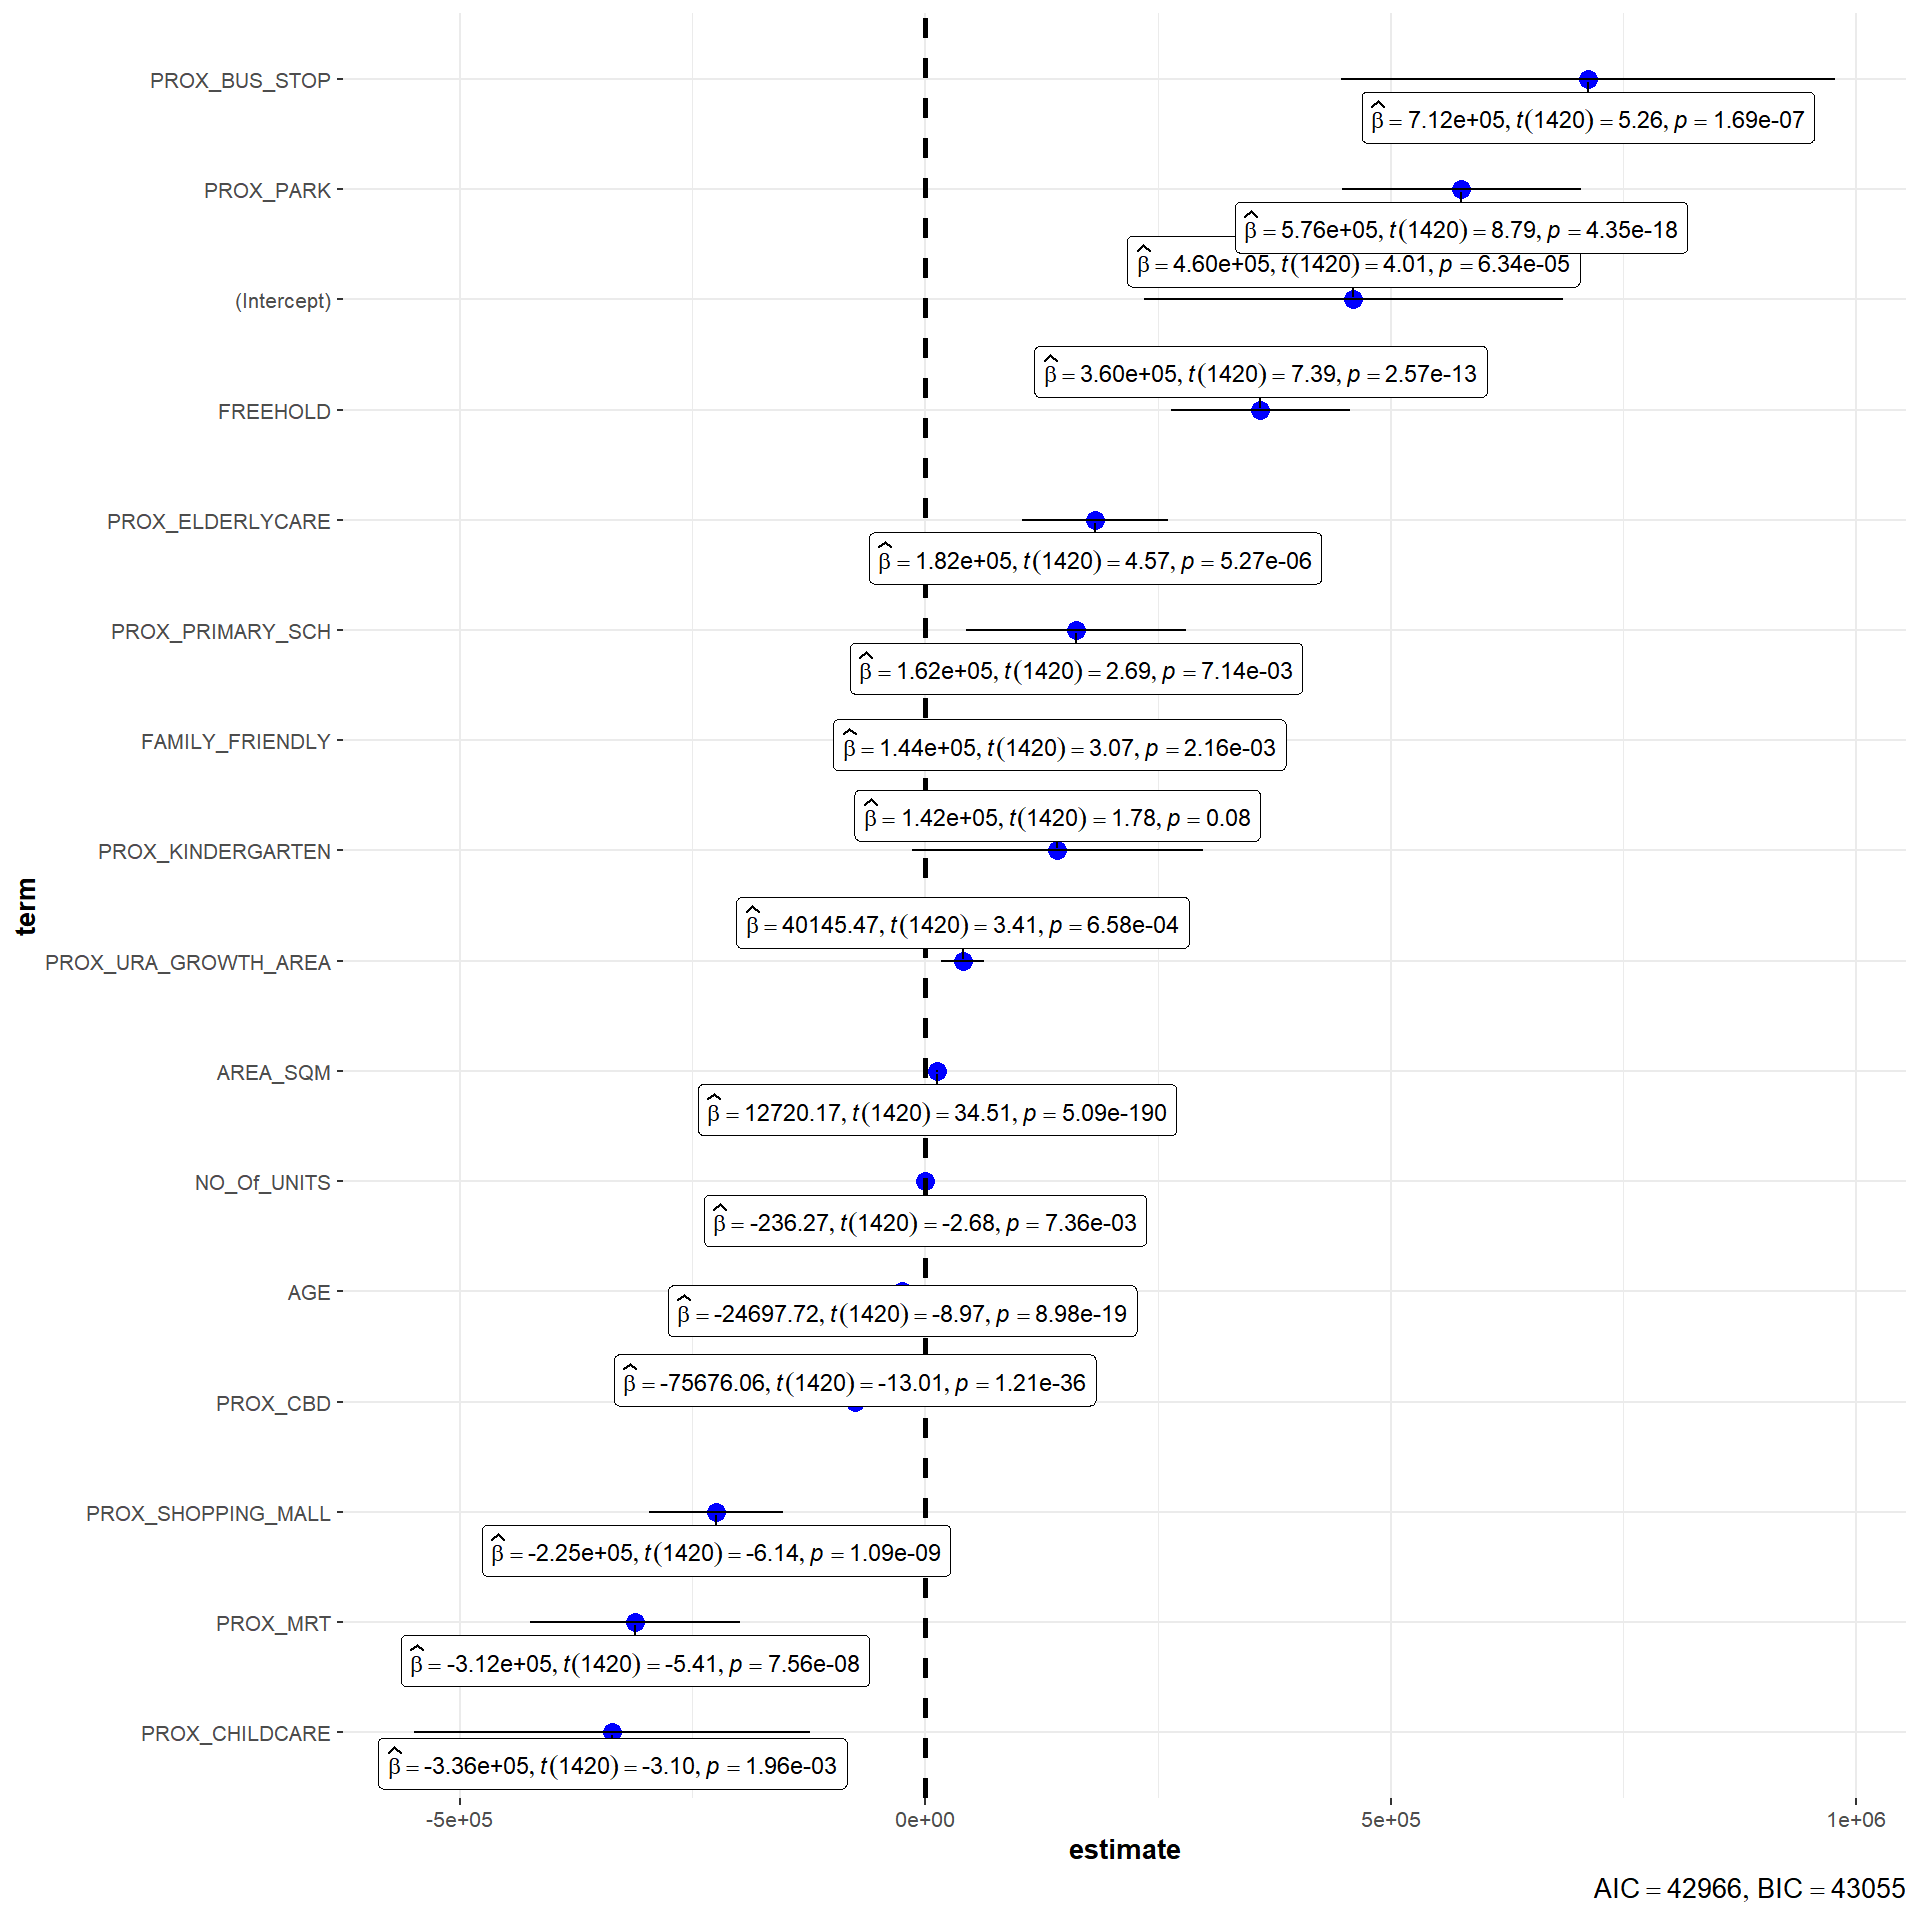 PROX_BUS_STOP
β̂ = 7.12e+05, t(1420) = 5.26, p = 1.69e-07
PROX_PARK
β̂ = 5.76e+05, t(1420) = 8.79, p = 4.35e-18
β̂ = 4.60e+05, t(1420) = 4.01, p = 6.34e-05
(Intercept)
β̂ = 3.60e+05, t(1420) = 7.39, p = 2.57e-13
FREEHOLD
PROX_ELDERLYCARE
β̂ = 1.82e+05, t(1420) = 4.57, p = 5.27e-06
PROX_PRIMARY_SCH
β̂ = 1.62e+05, t(1420) = 2.69, p = 7.14e-03
FAMILY_FRIENDLY
β̂ = 1.44e+05, t(1420) = 3.07, p = 2.16e-03
β̂ = 1.42e+05, t(1420) = 1.78, p = 0.08
PROX_KINDERGARTEN
term
β̂ = 40145.47, t(1420) = 3.41, p = 6.58e-04
PROX_URA_GROWTH_AREA
AREA_SQM
β̂ = 12720.17, t(1420) = 34.51, p = 5.09e-190
NO_Of_UNITS
β̂ = -236.27, t(1420) = -2.68, p = 7.36e-03
AGE
β̂ = -24697.72, t(1420) = -8.97, p = 8.98e-19
β̂ = -75676.06, t(1420) = -13.01, p = 1.21e-36
PROX_CBD
PROX_SHOPPING_MALL
β̂ = -2.25e+05, t(1420) = -6.14, p = 1.09e-09
PROX_MRT
β̂ = -3.12e+05, t(1420) = -5.41, p = 7.56e-08
PROX_CHILDCARE
β̂ = -3.36e+05, t(1420) = -3.10, p = 1.96e-03
-5e+05 0e+00 5e+05 1e+06
estimate
AIC = 42966, BIC = 43055